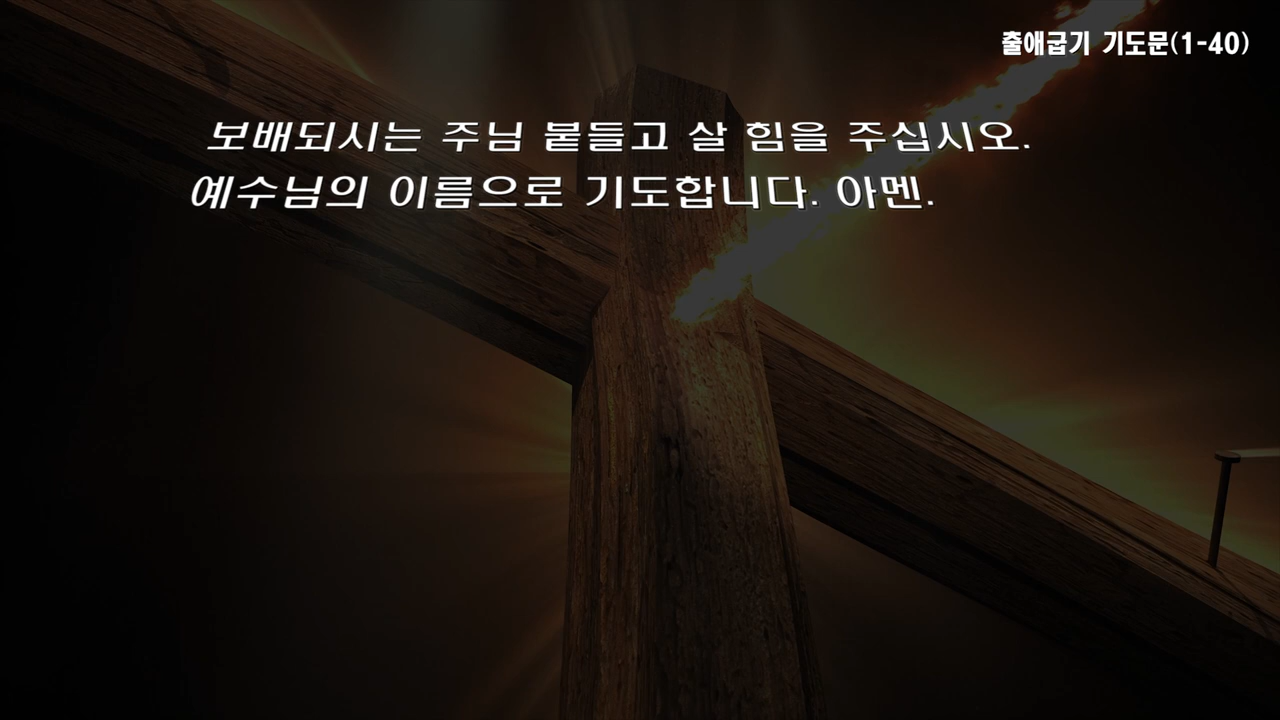 출애굽기 기도문(1-40)
보배되시는 주님 붙들고 살 힘을 주십시오.
예수님의 이름으로 기도합니다. 아멘.